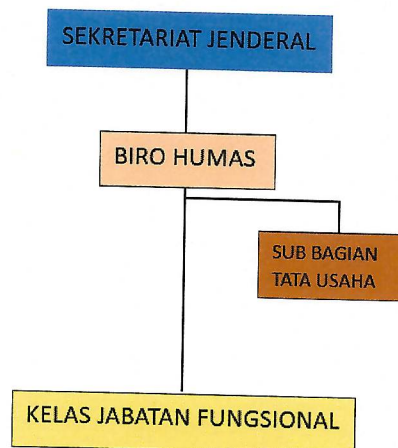 SEKRETARIAT JENDERAL
BIRO HUMAS
SUB BAGIAN
TATA USAHA
KELAS JABATAN FUNGSIONAL